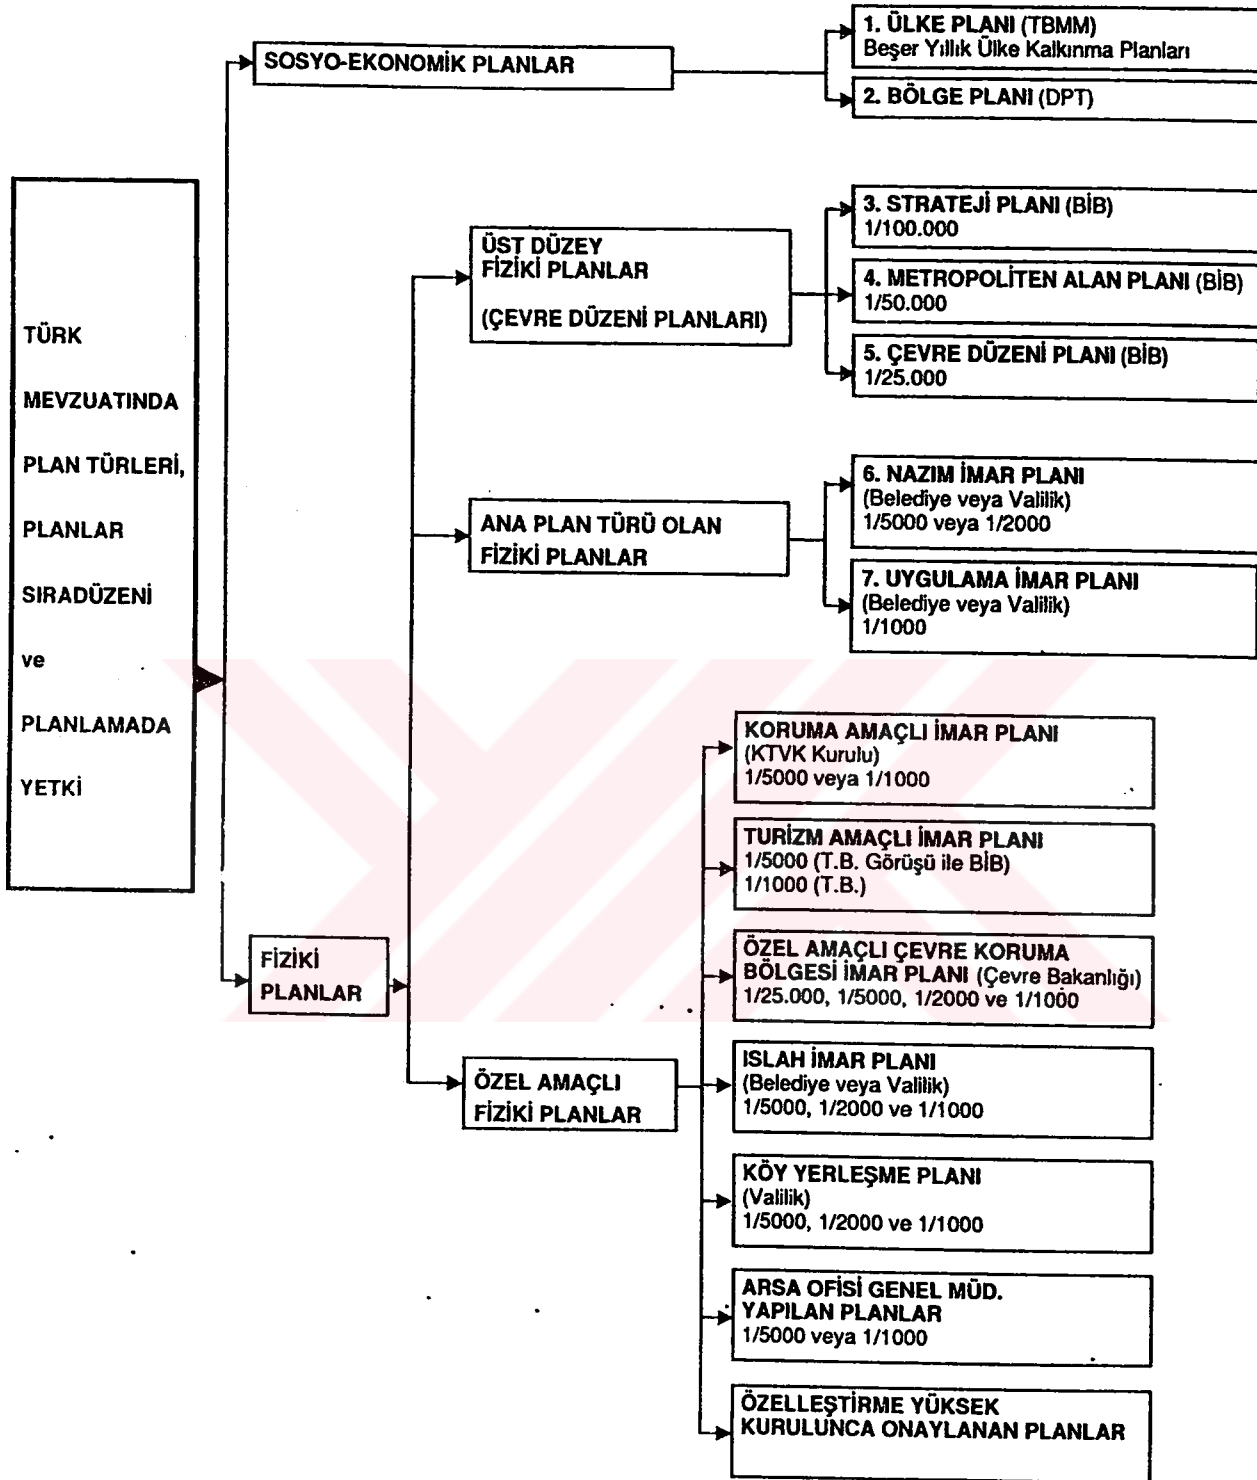 TÜRK
MEVZUATINDA
PLAN TÜRLERİ,
PLANLAR
SIRADÜZENİ
ve
PLANLAMADA
YETKİ
SOSYO-EKONOMİK PLANLAR
1. ÜLKE PLANI (TBMM)
Beşer Yıllık Ülke Kalkınma Planları
2. BÖLGE PLANI (DPT)
FİZİKİ
PLANLAR
ÜST DÜZEY
FİZİKİ PLANLAR
(ÇEVRE DÜZENİ PLANLARI)
3. STRATEJİ PLANI (BİB)
1/100.000
4. METROPOLİTEN ALAN PLANI (BİB)
1/50.000
5. ÇEVRE DÜZENİ PLANI (BİB)
1/25.000
ANA PLAN TÜRÜ OLAN
FİZİKİ PLANLAR
6. NAZIM İMAR PLANI
(Belediye veya Valilik)
1/5000 veya 1/2000
7. UYGULAMA İMAR PLANI
(Belediye veya Valilik)
1/1000
ÖZEL AMAÇLI
FİZİKİ PLANLAR
KORUMA AMAÇLI İMAR PLANI
(KTVK Kurulu)
1/5000 veya 1/1000
TURİZM AMAÇLI İMAR PLANI
1/5000 (T.B. Görüşü ile BİB)
1/1000 (T.B.)
ÖZEL AMAÇLI ÇEVRE KORUMA
BÖLGESİ İMAR PLANI (Çevre Bakanlığı)
1/25.000, 1/5000, 1/2000 ve 1/1000
ISLAH İMAR PLANI
(Belediye veya Valilik)
1/5000, 1/2000 ve 1/1000
KÖY YERLEŞME PLANI
(Valilik)
1/5000, 1/2000 ve 1/1000
ARSA OFİSİ GENEL MÜD.
YAPILAN PLANLAR
1/5000 veya 1/1000
ÖZELLEŞTİRME YÜKSEK
KURULUNCA ONAYLANAN PLANLAR